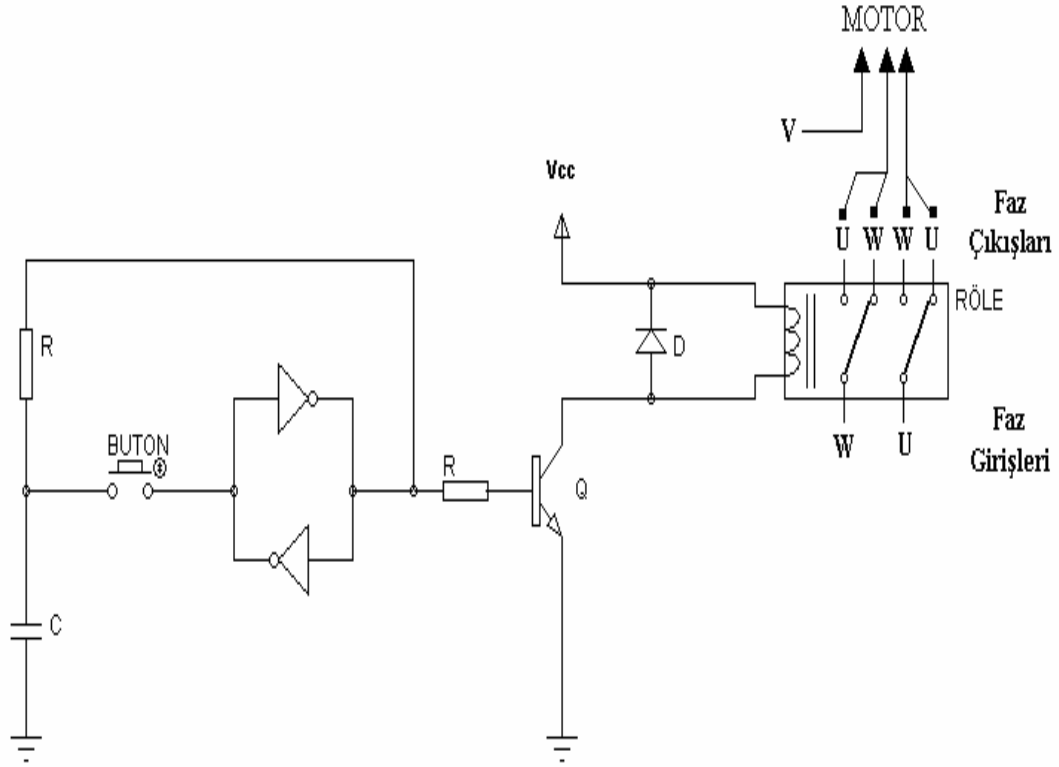 MOTOR
V
Vcc
U W W U
Faz
Çıkışları
RÖLE
R
D
BUTON
R
Q
W U
Faz
Girişleri
C